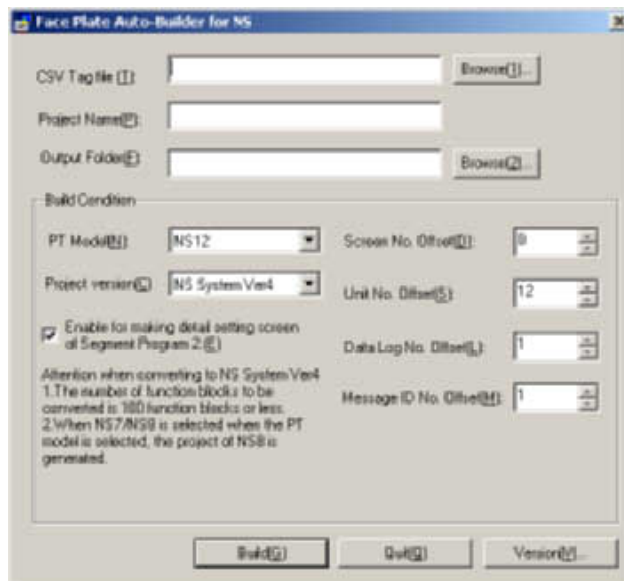 Face Plate Auto-Builder for NS
CSV Tag file (T):
Browse(1)...
Project Name(P):
Output Folder(F):
Browse(2)...
Build Condition
PT Model(N):
NS12
Screen No. Offset(D):
0
Project version(C)
NS System Ver4
Unit No. Offset(S):
12
Enable for making detail setting screen
of Segment Program 2.(E)
Data Log No. Offset(L):
1
Attention when converting to NS System Ver4
1.The number of function blocks to be
converted is 180 function blocks or less.
2.When NS7/NS8 is selected when the PT
model is selected, the project of NS8 is
generated.
Message ID No. Offset(M):
1
Build(G)
Quit(Q)
Version(V)...